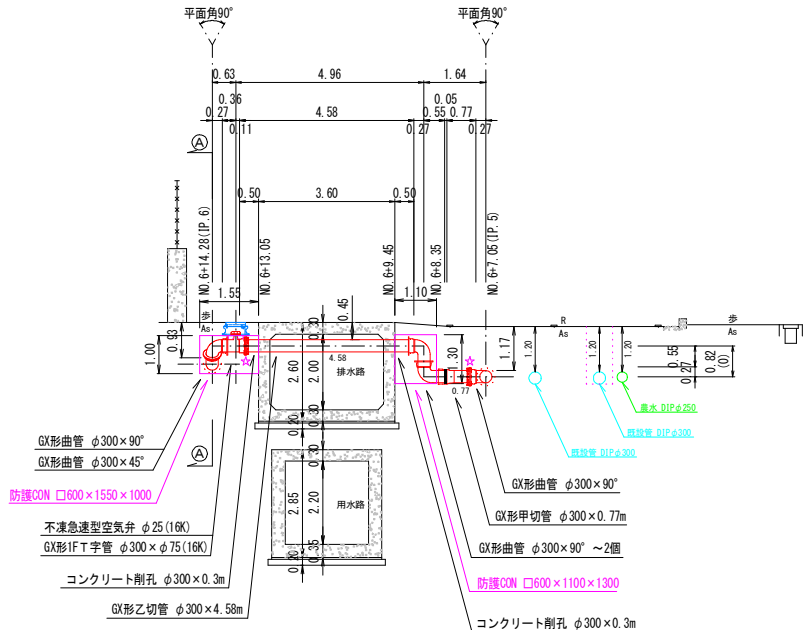 平面角90°
平面角90°
0.63
4.96
1.64
0.36
0.05
0.27
4.58
0.55
0.77
0.11
0.27
0.27
A
0.50
3.60
0.50
NO.6+14.28(IP.6)
NO.6+13.05
NO.6+9.45
NO.6+8.35
NO.6+7.05(IP.5)
1.55
0.45
1.10
歩
As
R
As
歩
As
0.30
0.93
1.00
4.58
2.60
2.00
排水路
0.30
0.20
1.30
0.77
1.17
1.20
1.20
1.20
0.55
0.27
0.82
(0)
DIPφ250
既設管 DIPφ300
既設管 DIPφ300
0.30
2.85
2.20
用水路
0.35
0.20
A
GX形曲管 φ300×90°
GX形曲管 φ300×45°
防護CON □600×1550×1000
不凍急速型空気弁 φ25(16K)
GX形1FT字管 φ300×φ75(16K)
コンクリート削孔 φ300×0.3m
GX形乙切管 φ300×4.58m
GX形曲管 φ300×90°
GX形甲切管 φ300×0.77m
GX形曲管 φ300×90° ～2個
防護CON □600×1100×1300
コンクリート削孔 φ300×0.3m